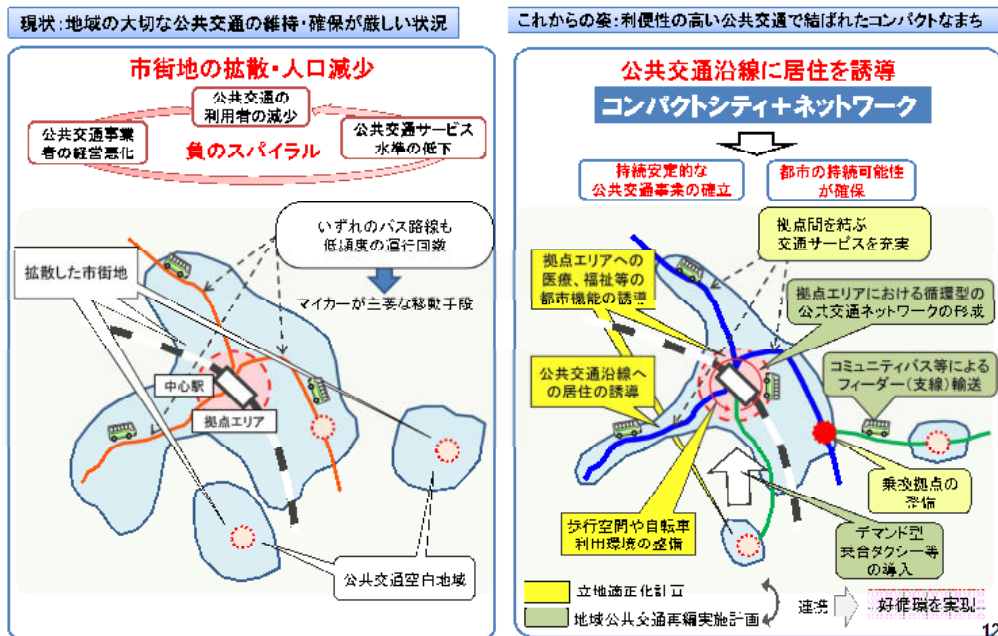 現状：地域の大切な公共交通の維持・確保が厳しい状況
市街地の拡散・人口減少
公共交通の
利用者の減少
公共交通事業
者の経営悪化
負のスパイラル
公共交通サービス
水準の低下
いずれのバス路線も
低頻度の運行回数
マイカーが主要な移動手段
拡散した市街地
中心駅
拠点エリア
公共交通空白地域
これからの姿：利便性の高い公共交通で結ばれたコンパクトなまち
公共交通沿線に居住を誘導
コンパクトシティ＋ネットワーク
持続安定的な
公共交通事業の確立
都市の持続可能性
が確保
拠点間を結ぶ
交通サービスを充実
拠点エリアへの
医療、福祉等の
都市機能の誘導
拠点エリアにおける循環型の
公共交通ネットワークの形成
公共交通沿線へ
の居住の誘導
コミュニティバス等による
フィーダー（支線）輸送
乗換拠点の
整備
歩行空間や自転車
利用環境の整備
デマンド型
乗合タクシー等
の導入
立地適正化計画
地域公共交通再編実施計画
連携
好循環を実現
12